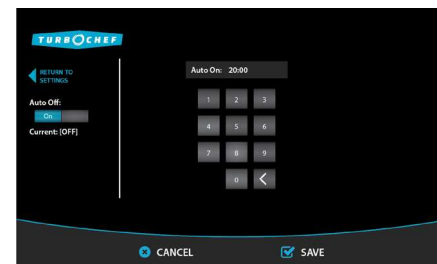 TURBOCHEF
RETURN TO
SETTINGS
Auto On: 20:00
Auto Off:
On
Current: [OFF]
1 2 3
4 5 6
7 8 9
0
CANCEL SAVE